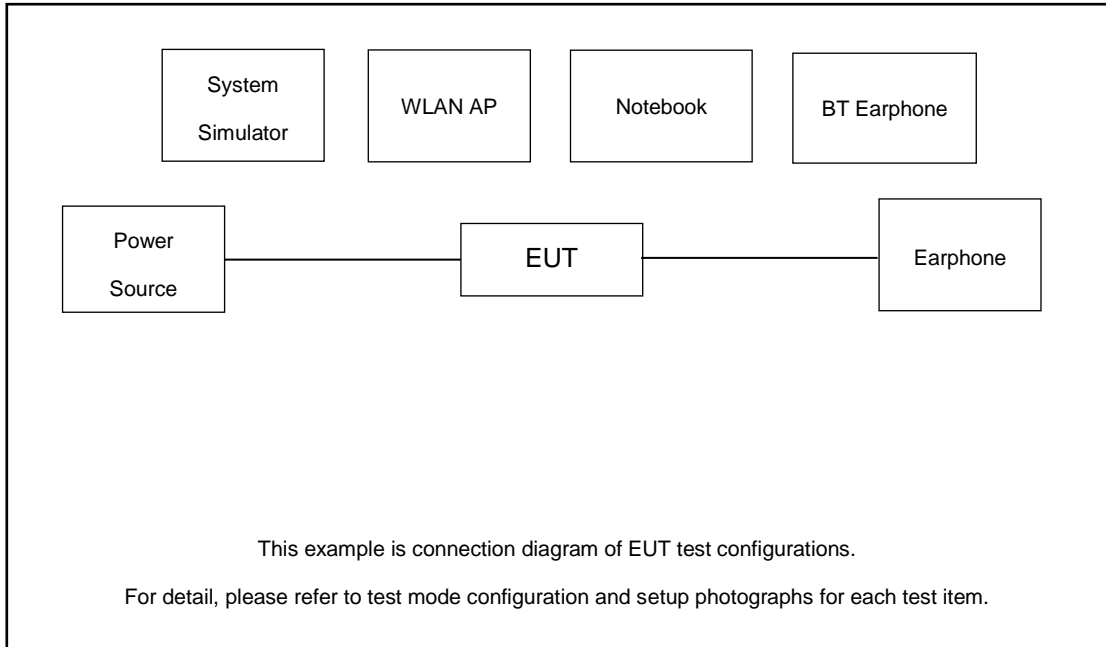 System
Simulator
WLAN AP
Notebook
BT Earphone
Power
Source
EUT
Earphone
This example is connection diagram of EUT test configurations.
For detail, please refer to test mode configuration and setup photographs for each test item.